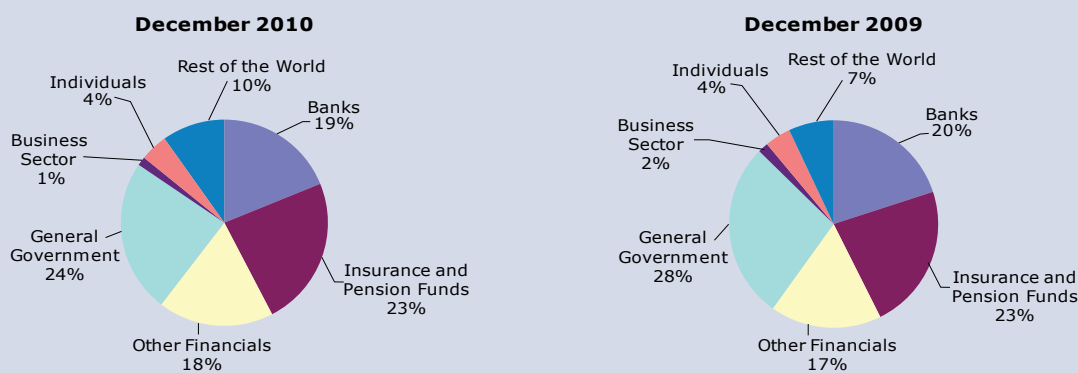 December 2010
Rest of the World
10%
Individuals
4%
Banks
19%
Business
Sector
1%
General
Government
24%
Insurance and
Pension Funds
23%
Other Financials
18%
December 2009
Rest of the World
7%
Individuals
4%
Banks
20%
Business
Sector
2%
General
Government
28%
Insurance and
Pension Funds
23%
Other Financials
17%